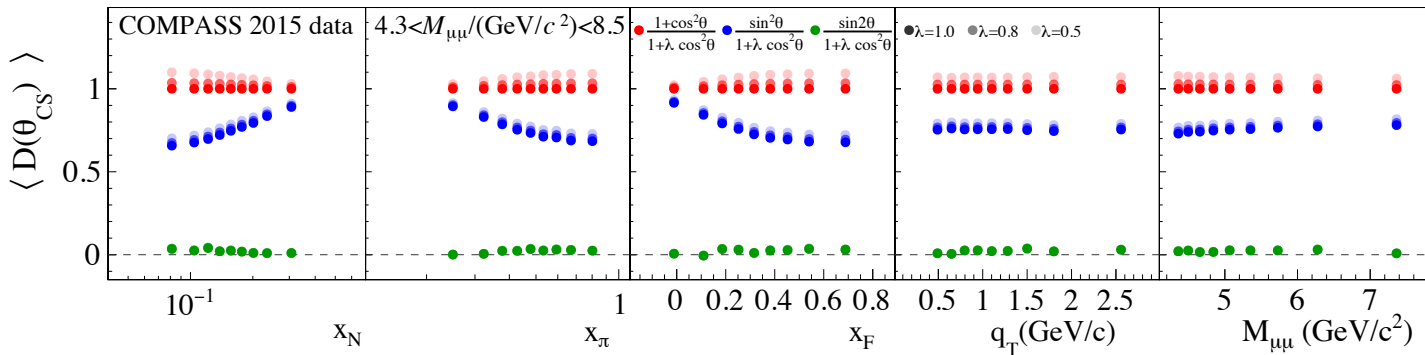 COMPASS 2015 data
4.3<M_μμ/(GeV/c²)<8.5
1+cos²θ / 1+λ cos²θ
sin²θ / 1+λ cos²θ
sin2θ / 1+λ cos²θ
λ=1.0 λ=0.8 λ=0.5
⟨ D(θ_CS) ⟩
1
0.5
0
10⁻¹
1
0 0.2 0.4 0.6 0.8
0.5 1 1.5 2 2.5
5 6 7
x_N
x_π
x_F
q_T(GeV/c)
M_μμ (GeV/c²)